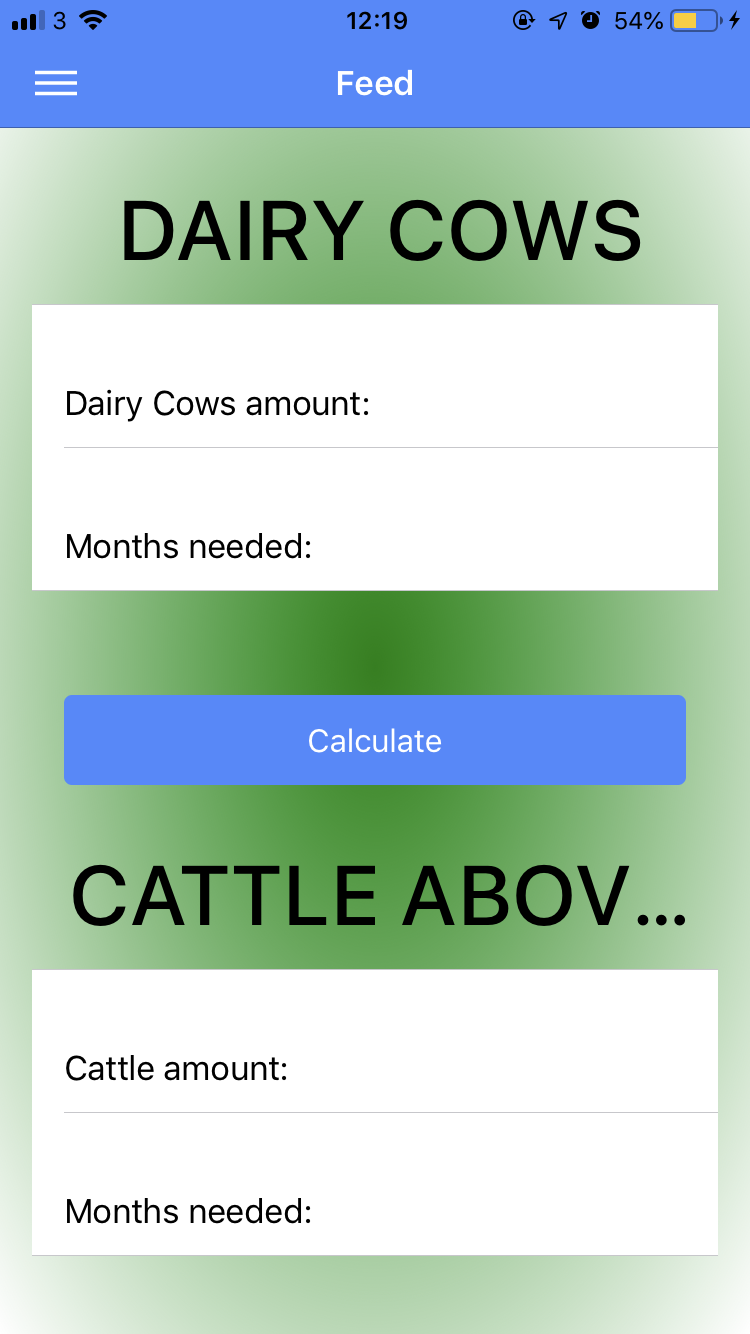 3 12:19 54%
Feed
DAIRY COWS
Dairy Cows amount:
Months needed:
Calculate
CATTLE ABOV...
Cattle amount:
Months needed: